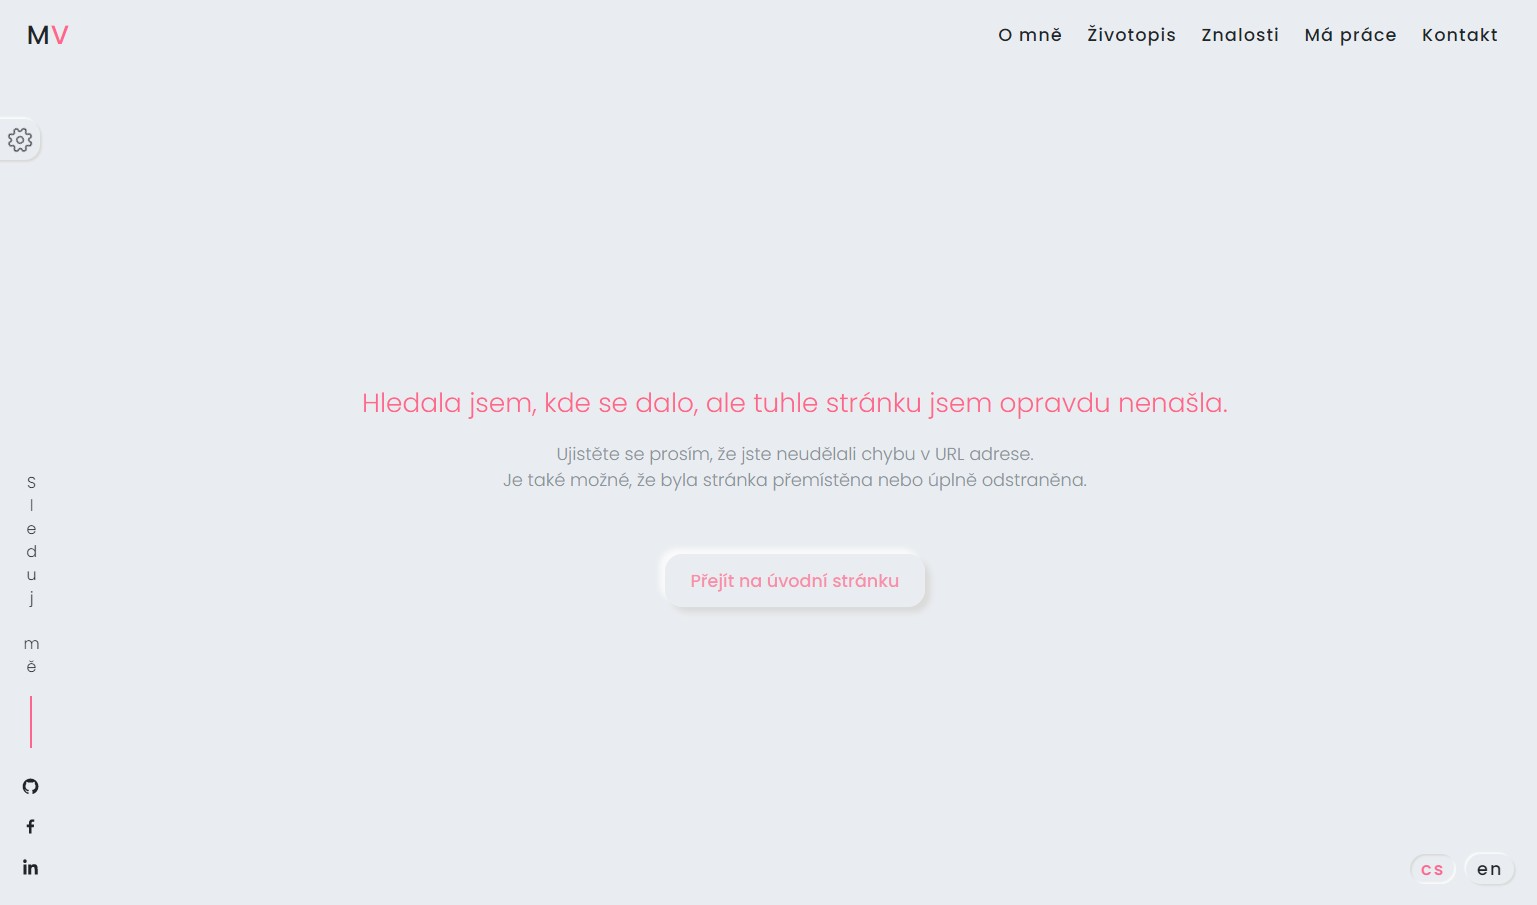 MV
O mně Životopis Znalosti Má práce Kontakt
Hledala jsem, kde se dalo, ale tuhle stránku jsem opravdu nenašla.
Ujistěte se prosím, že jste neudělali chybu v URL adrese.
Je také možné, že byla stránka přemístěna nebo úplně odstraněna.
Přejít na úvodní stránku
Sleduj mě
cs en